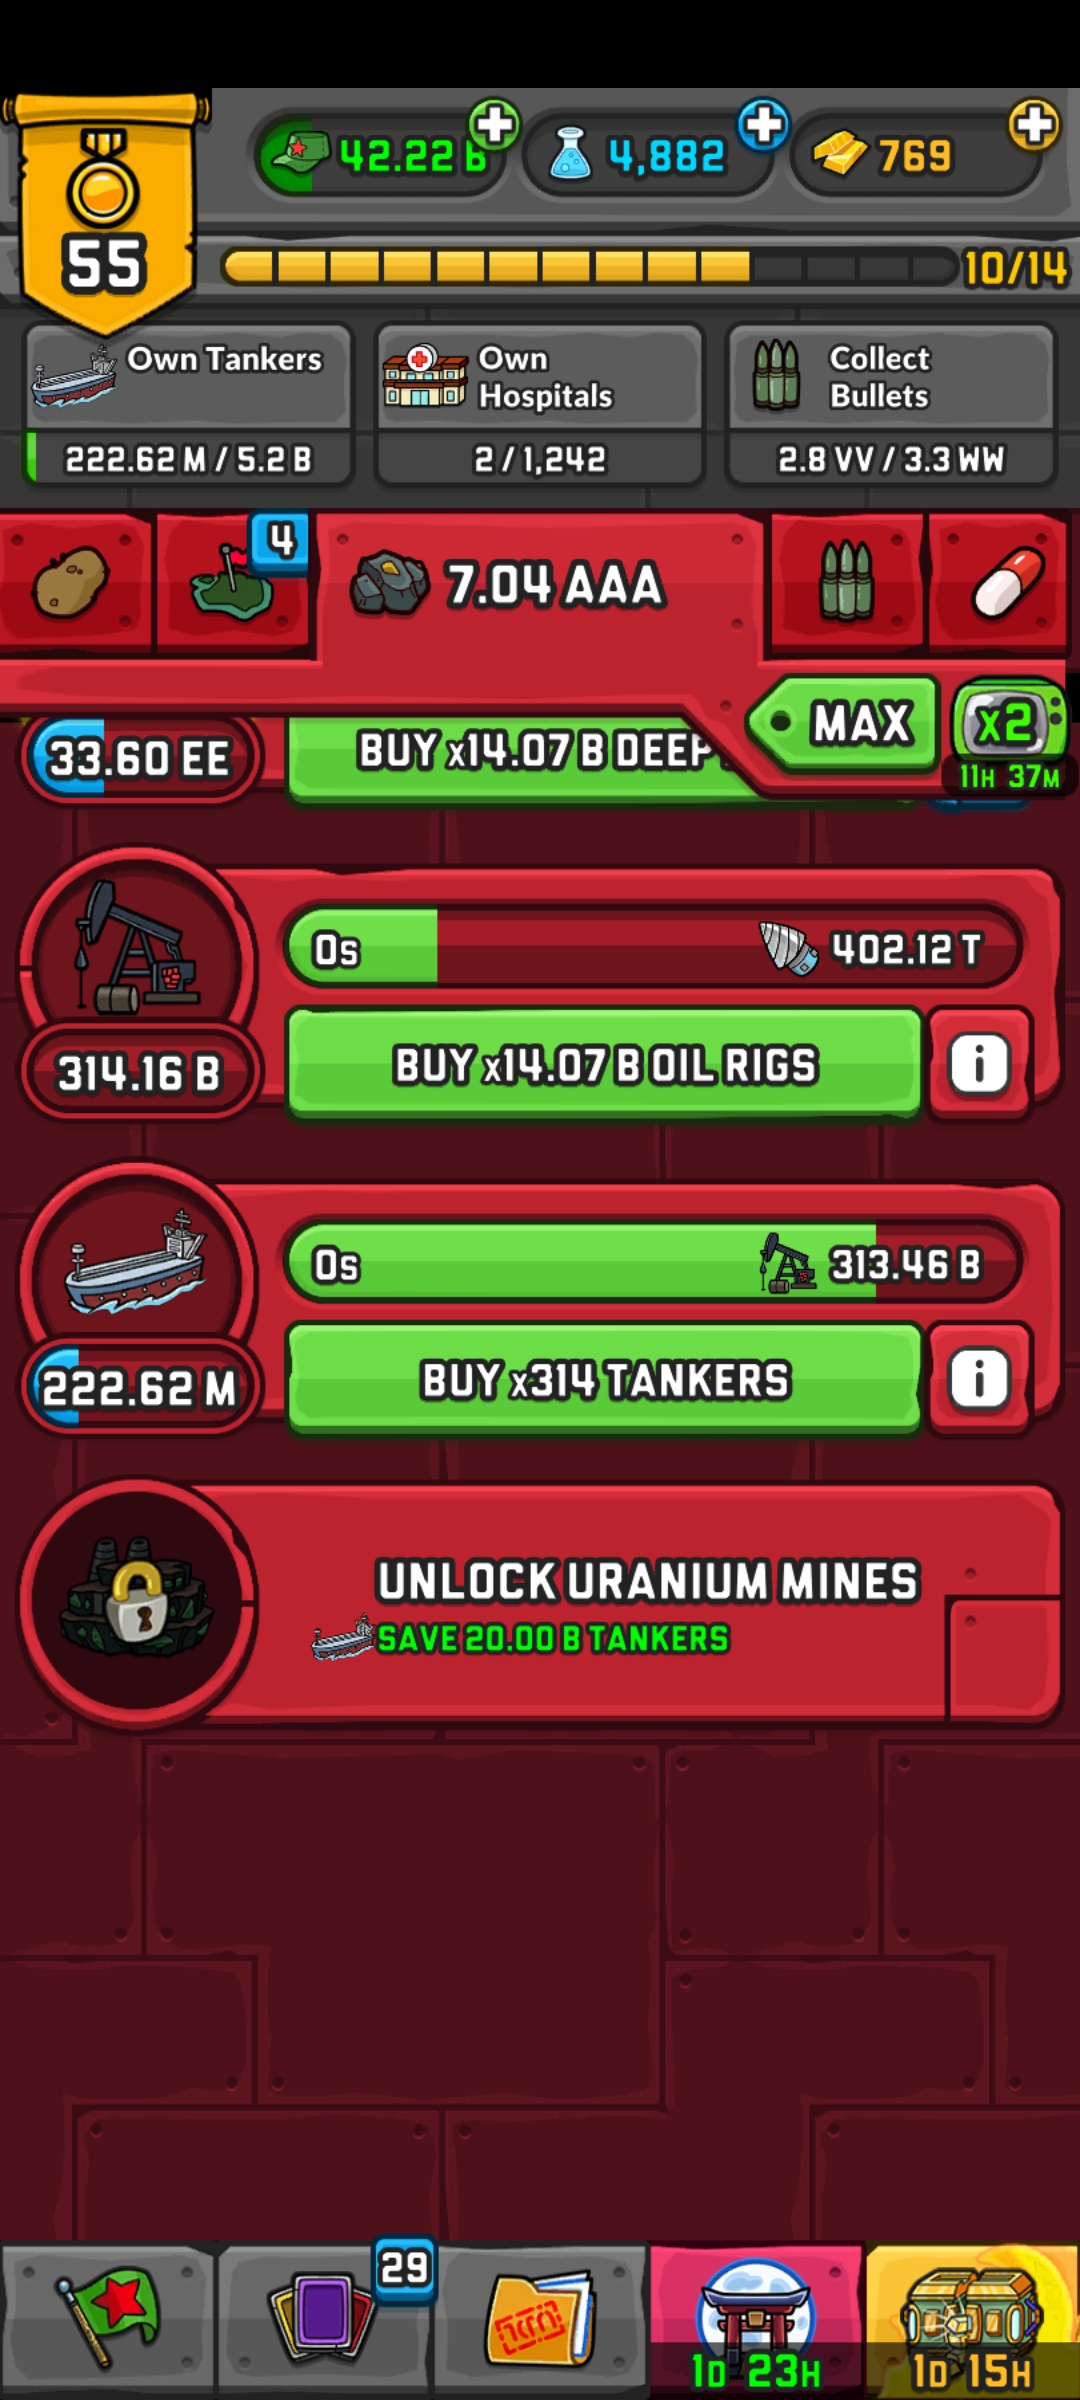 42.22 B
4,882
769
55
10/14
Own Tankers
222.62 M / 5.2 B
Own
Hospitals
2 / 1,242
Collect
Bullets
2.8 VV / 3.3 WW
4
7.04 AAA
MAX
x2
11H 37M
33.60 EE
BUY x14.07 B DEEP
0s
402.12 T
314.16 B
BUY x14.07 B OIL RIGS
i
0s
313.46 B
222.62 M
BUY x314 TANKERS
i
UNLOCK URANIUM MINES
SAVE 20.00 B TANKERS
29
1D 23H
1D 15H